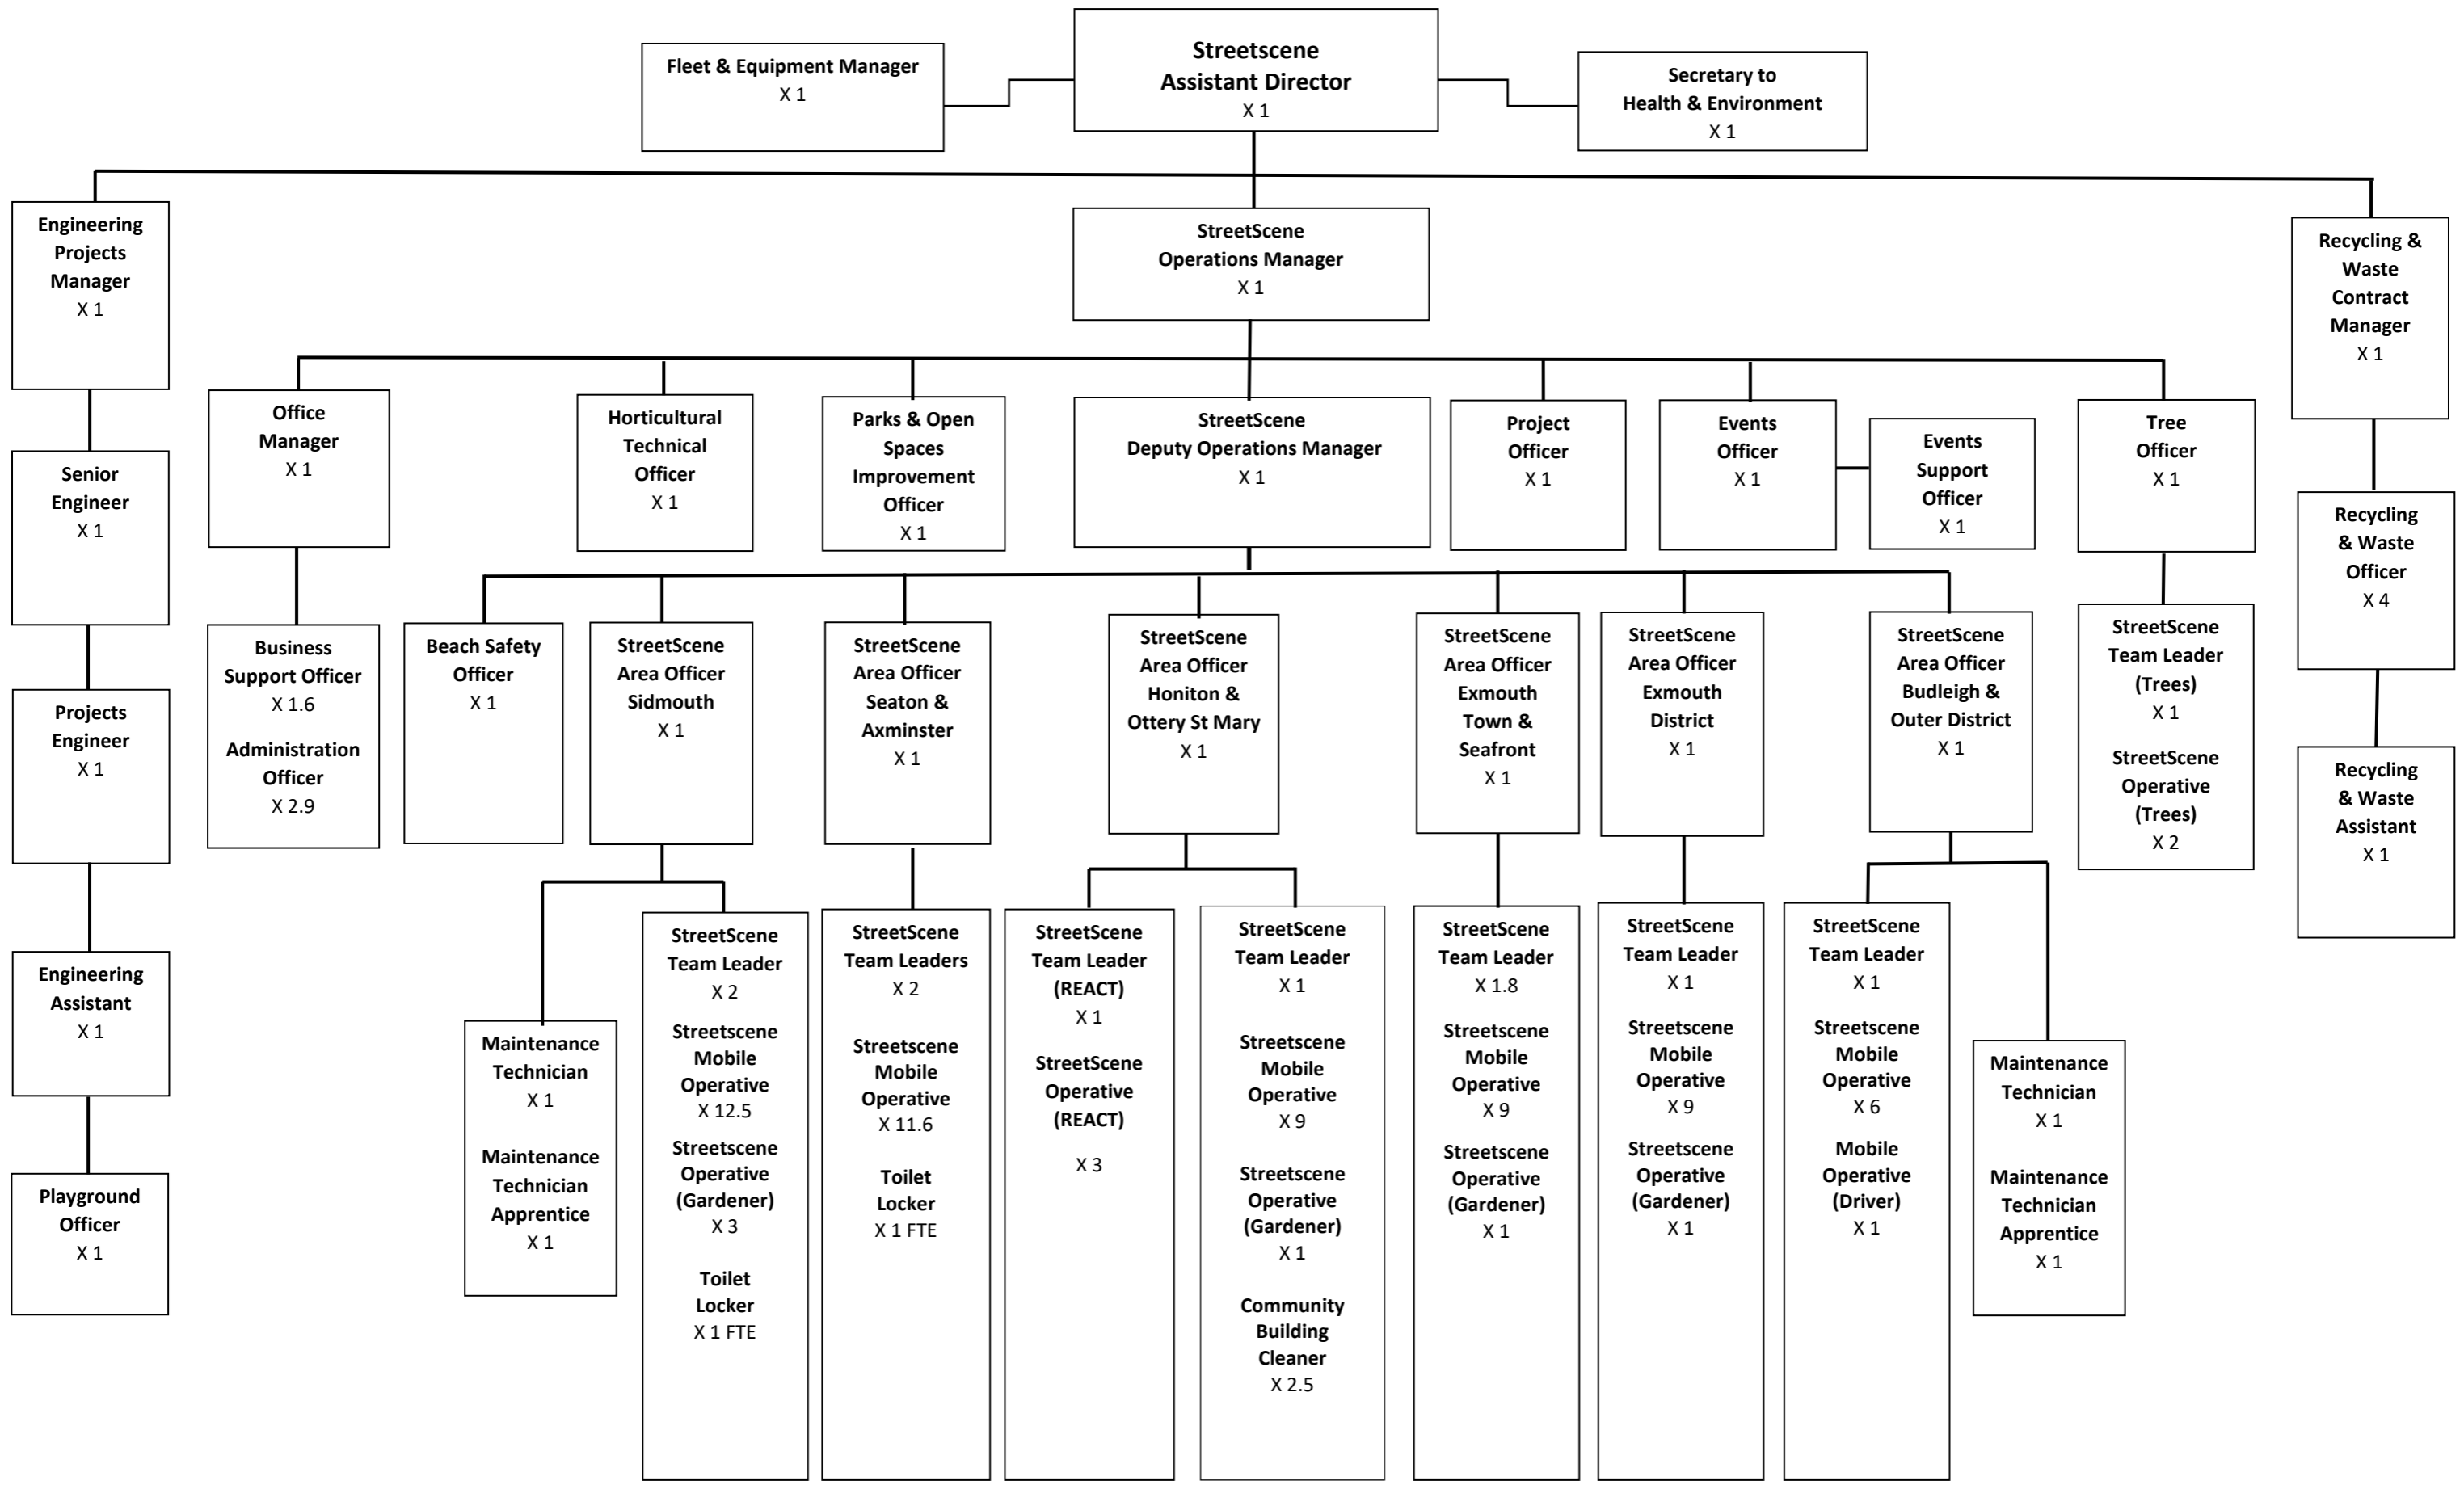 Fleet & Equipment Manager
X 1
Streetscene
Assistant Director
X 1
Secretary to
Health & Environment
X 1
Engineering
Projects
Manager
X 1
StreetScene
Operations Manager
X 1
Recycling &
Waste
Contract
Manager
X 1
Office
Manager
X 1
Horticultural
Technical
Officer
X 1
Parks & Open
Spaces
Improvement
Officer
X 1
StreetScene
Deputy Operations Manager
X 1
Project
Officer
X 1
Events
Officer
X 1
Events
Support
Officer
X 1
Tree
Officer
X 1
Senior
Engineer
X 1
Recycling
& Waste
Officer
X 4
Business
Support Officer
X 1.6
Administration
Officer
X 2.9
Beach Safety
Officer
X 1
StreetScene
Area Officer
Sidmouth
X 1
StreetScene
Area Officer
Seaton &
Axminster
X 1
StreetScene
Area Officer
Honiton &
Ottery St Mary
X 1
StreetScene
Area Officer
Exmouth
Town &
Seafront
X 1
StreetScene
Area Officer
Exmouth
District
X 1
StreetScene
Area Officer
Budleigh &
Outer District
X 1
StreetScene
Team Leader
(Trees)
X 1
StreetScene
Operative
(Trees)
X 2
Projects
Engineer
X 1
Recycling
& Waste
Assistant
X 1
Engineering
Assistant
X 1
Playground
Officer
X 1
Maintenance
Technician
X 1
Maintenance
Technician
Apprentice
X 1
StreetScene
Team Leader
X 2
Streetscene
Mobile
Operative
X 12.5
Streetscene
Operative
(Gardener)
X 3
Toilet
Locker
X 1 FTE
StreetScene
Team Leaders
X 2
Streetscene
Mobile
Operative
X 11.6
Toilet
Locker
X 1 FTE
StreetScene
Team Leader
(REACT)
X 1
StreetScene
Operative
(REACT)
X 3
StreetScene
Team Leader
X 1
Streetscene
Mobile
Operative
X 9
Streetscene
Operative
(Gardener)
X 1
Community
Building
Cleaner
X 2.5
StreetScene
Team Leader
X 1.8
Streetscene
Mobile
Operative
X 9
Streetscene
Operative
(Gardener)
X 1
StreetScene
Team Leader
X 1
Streetscene
Mobile
Operative
X 9
Streetscene
Operative
(Gardener)
X 1
StreetScene
Team Leader
X 1
Streetscene
Mobile
Operative
X 6
Mobile
Operative
(Driver)
X 1
Maintenance
Technician
X 1
Maintenance
Technician
Apprentice
X 1